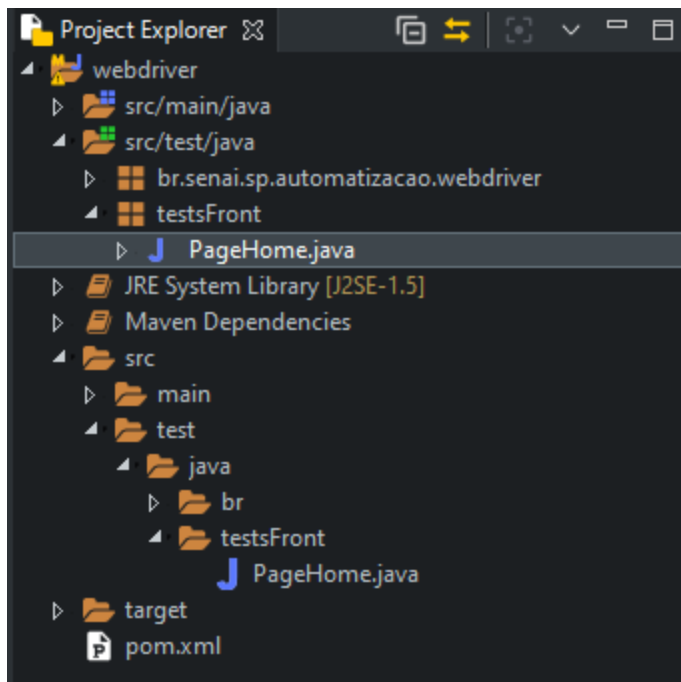 Project Explorer
webdriver
src/main/java
src/test/java
br.senai.sp.automatizacao.webdriver
testsFront
PageHome.java
JRE System Library [J2SE-1.5]
Maven Dependencies
src
main
test
java
br
testsFront
PageHome.java
target
pom.xml